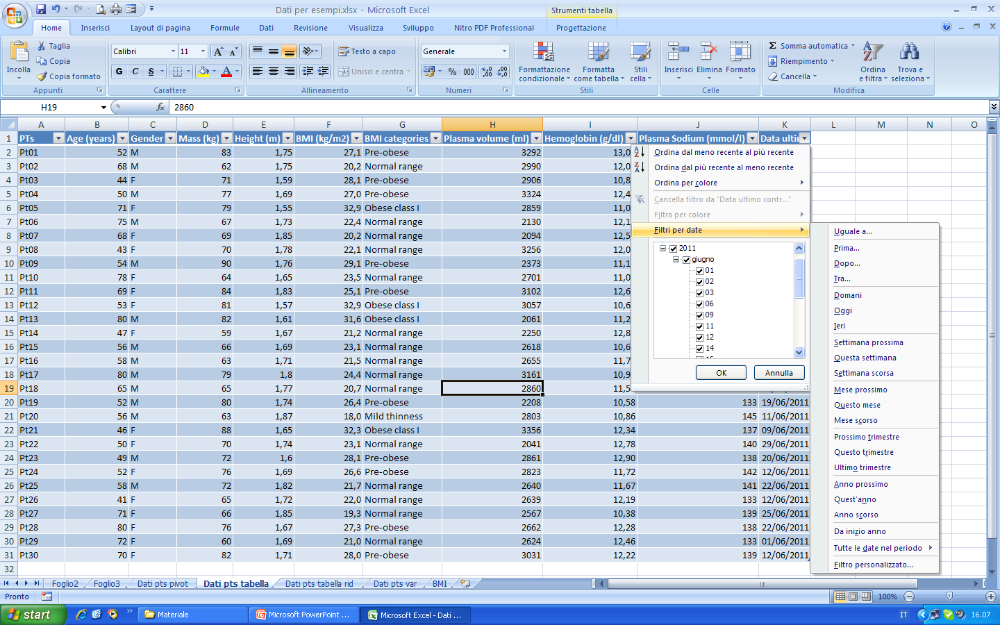 Dati per esempi.xlsx - Microsoft Excel
Strumenti tabella
Home Inserisci Layout di pagina Formule Dati Revisione Visualizza Sviluppo Nitro PDF Professional Progettazione
Incolla
Taglia
Copia
Copia formato
Appunti
Calibri 11
G C S
Carattere
Testo a capo
Unisci e centra
Allineamento
Generale
% 000
Numeri
Formattazione condizionale
Formatta come tabella
Stili cella
Stili
Inserisci Elimina Formato
Celle
Somma automatica
Riempimento
Cancella
Ordina e filtra
Trova e seleziona
Modifica
H19 fx 2860
A B C D E F G H I J K L M N O
1 PTs Age (years) Gender Mass (kg) Height (m) BMI (kg/m2) BMI categories Plasma volume (ml) Hemoglobin (g/dl) Plasma Sodium (mmol/l) Data ultin
2 Pt01 52 M 83 1,75 27,1 Pre-obese 3292 13,0
3 Pt02 68 M 62 1,75 20,2 Normal range 2990 12,0
4 Pt03 44 F 71 1,59 28,1 Pre-obese 2906 10,8
5 Pt04 50 M 77 1,69 27,0 Pre-obese 3324 12,4
6 Pt05 71 F 79 1,55 32,9 Obese class I 2859 11,0
7 Pt06 75 M 67 1,73 22,4 Normal range 2130 12,1
8 Pt07 68 F 69 1,85 20,2 Normal range 2094 12,5
9 Pt08 43 F 70 1,78 22,1 Normal range 3256 12,0
10 Pt09 54 M 90 1,76 29,1 Pre-obese 2373 11,1
11 Pt10 78 F 64 1,65 23,5 Normal range 2701 11,0
12 Pt11 69 F 84 1,83 25,1 Pre-obese 3102 12,6
13 Pt12 53 F 81 1,57 32,9 Obese class I 3057 10,6
14 Pt13 80 M 82 1,61 31,6 Obese class I 2061 11,2
15 Pt14 47 F 59 1,67 21,2 Normal range 2250 12,8
16 Pt15 56 M 66 1,69 23,1 Normal range 2618 10,6
17 Pt16 58 M 63 1,71 21,5 Normal range 2655 11,7
18 Pt17 80 M 79 1,8 24,4 Normal range 3161 10,9
19 Pt18 65 M 65 1,77 20,7 Normal range 2860 11,5
20 Pt19 52 M 80 1,74 26,4 Pre-obese 2208 10,58 133 19/06/2011
21 Pt20 56 M 63 1,87 18,0 Mild thinness 2803 10,86 145 11/06/2011
22 Pt21 46 F 88 1,65 32,3 Obese class I 3356 12,34 137 09/06/2011
23 Pt22 50 F 70 1,74 23,1 Normal range 2041 12,78 140 29/06/2011
24 Pt23 49 M 72 1,6 28,1 Pre-obese 2861 12,90 138 20/06/2011
25 Pt24 52 F 76 1,69 26,6 Pre-obese 2823 11,72 142 12/06/2011
26 Pt25 58 M 72 1,82 21,7 Normal range 2640 11,67 141 22/06/2011
27 Pt26 41 F 65 1,72 22,0 Normal range 2639 12,19 133 12/06/2011
28 Pt27 71 F 66 1,85 19,3 Normal range 2567 10,38 139 25/06/2011
29 Pt28 80 F 76 1,67 27,3 Pre-obese 2662 12,28 138 22/06/2011
30 Pt29 72 F 60 1,69 21,0 Normal range 2624 12,46 133 01/06/2011
31 Pt30 70 F 82 1,71 28,0 Pre-obese 3031 12,22 139 12/06/2011
32
Ordina dal meno recente al più recente
Ordina dal più recente al meno recente
Ordina per colore
Cancella filtro da "Data ultimo contr..."
Filtra per colore
Filtri per date
2011
giugno
01
02
03
06
09
11
12
14
OK Annulla
Uguale a...
Prima...
Dopo...
Tra...
Domani
Oggi
Ieri
Settimana prossima
Questa settimana
Settimana scorsa
Mese prossimo
Questo mese
Mese scorso
Prossimo trimestre
Questo trimestre
Ultimo trimestre
Anno prossimo
Quest'anno
Anno scorso
Da inizio anno
Tutte le date nel periodo
Filtro personalizzato...
Foglio2 Foglio3 Dati pts pivot Dati pts tabella Dati pts tabella rid Dati pts var BMI
Pronto 100%
start Materiale Microsoft PowerPoint ... Microsoft Excel - Dati ... IT 16.07